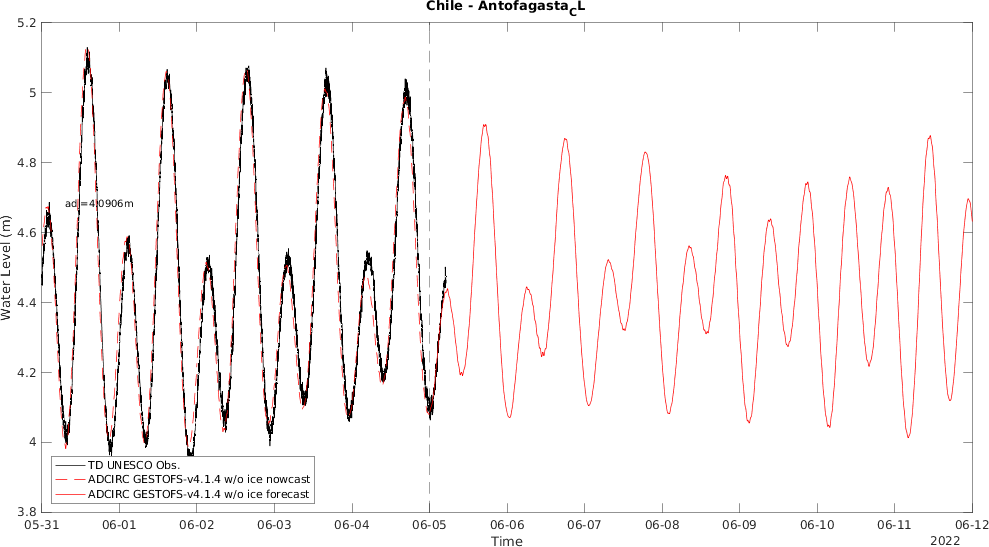 Chile - Antofagasta_CL
5.2
5
4.8
4.6
4.4
4.2
4
3.8
Water Level (m)
adj=4.0906m
TD UNESCO Obs.
ADCIRC GESTOFS-v4.1.4 w/o ice nowcast
ADCIRC GESTOFS-v4.1.4 w/o ice forecast
05-31 06-01 06-02 06-03 06-04 06-05 06-06 06-07 06-08 06-09 06-10 06-11 06-12
Time
2022